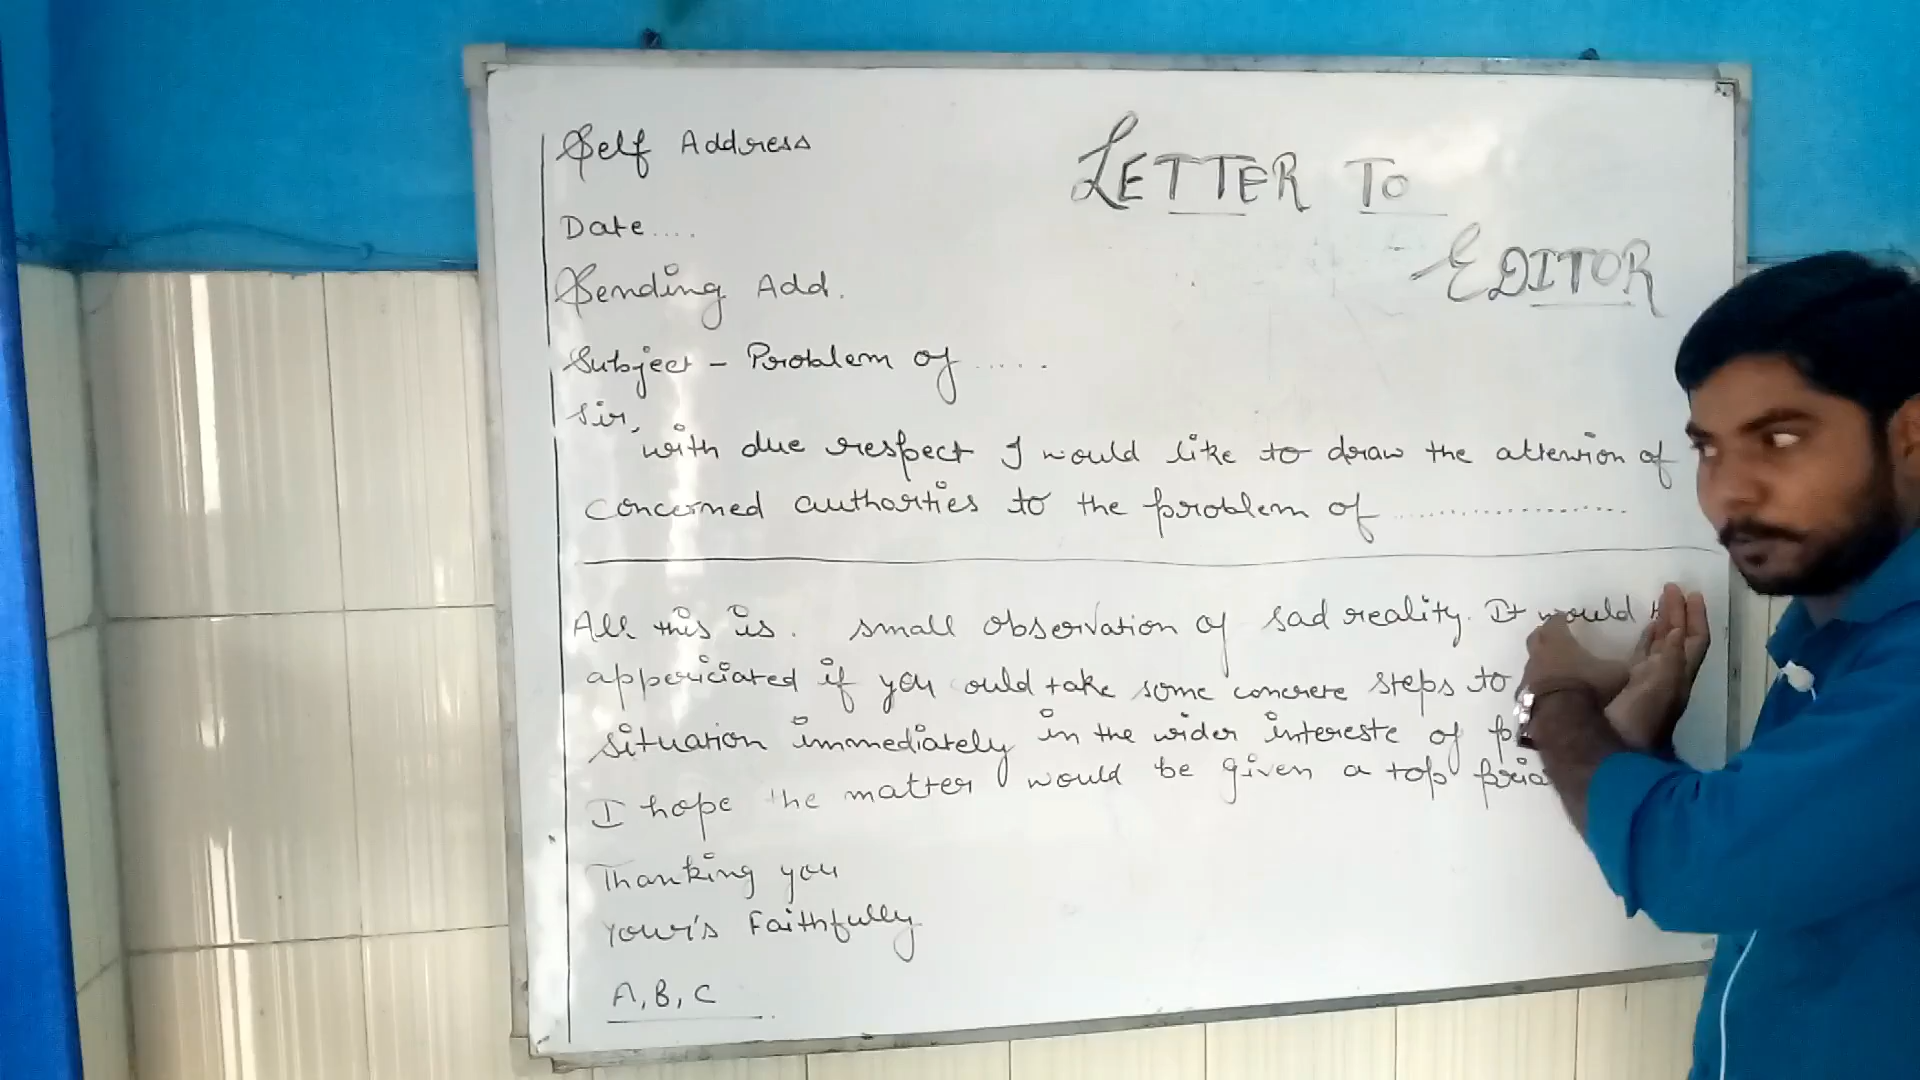 LETTER TO
EDITOR
Self Address
Date....
Sending Add.
Subject - Problem of .....
Sir,
with due respect I would like to draw the attension of
concerned authorties to the problem of ....................
All this is. small observation of sad reality. It would
apperciated if you ould take some concrete steps to
situation immediately in the wider intereste of
I hope the matter would be given a top
Thanking you
Your's Faithfully
A, B, C